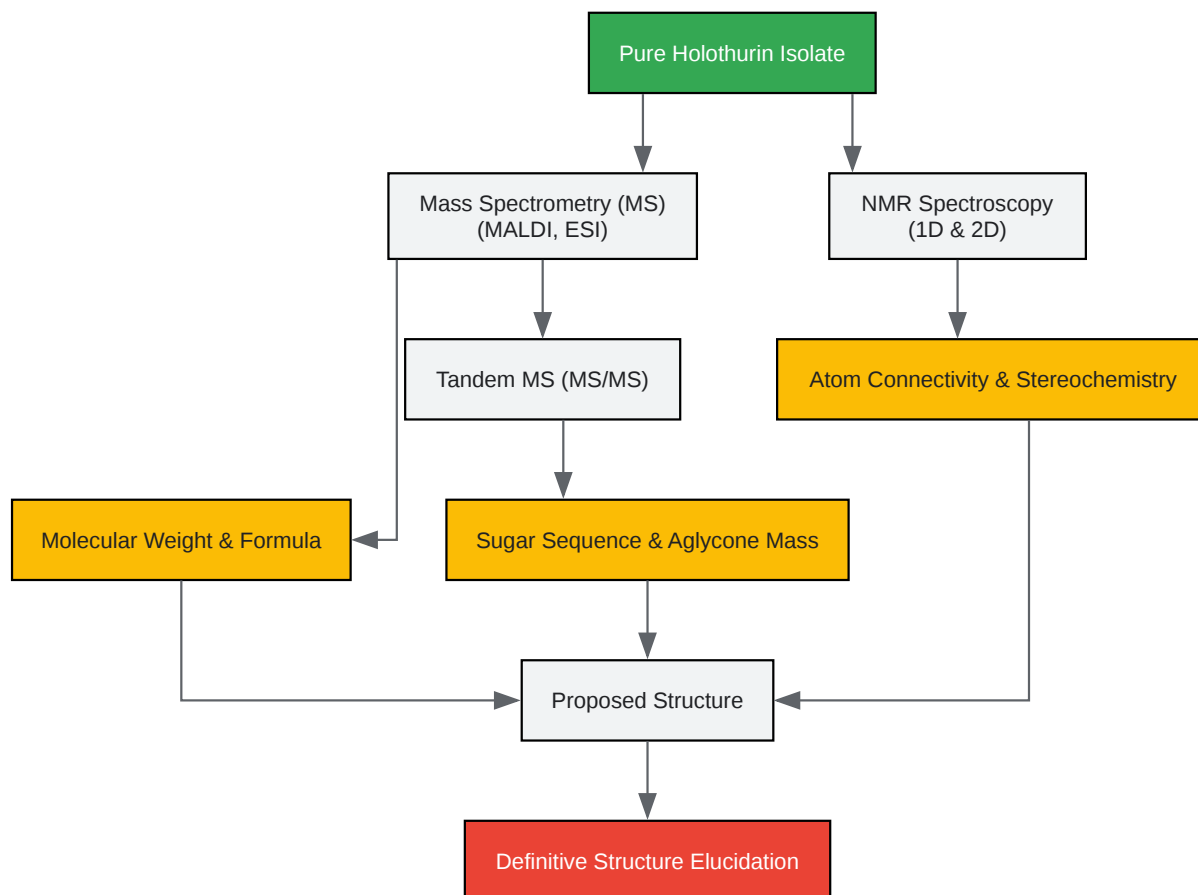 Pure Holothurin Isolate
Mass Spectrometry (MS)
(MALDI, ESI)
NMR Spectroscopy
(1D & 2D)
Tandem MS (MS/MS)
Atom Connectivity & Stereochemistry
Molecular Weight & Formula
Sugar Sequence & Aglycone Mass
Proposed Structure
Definitive Structure Elucidation